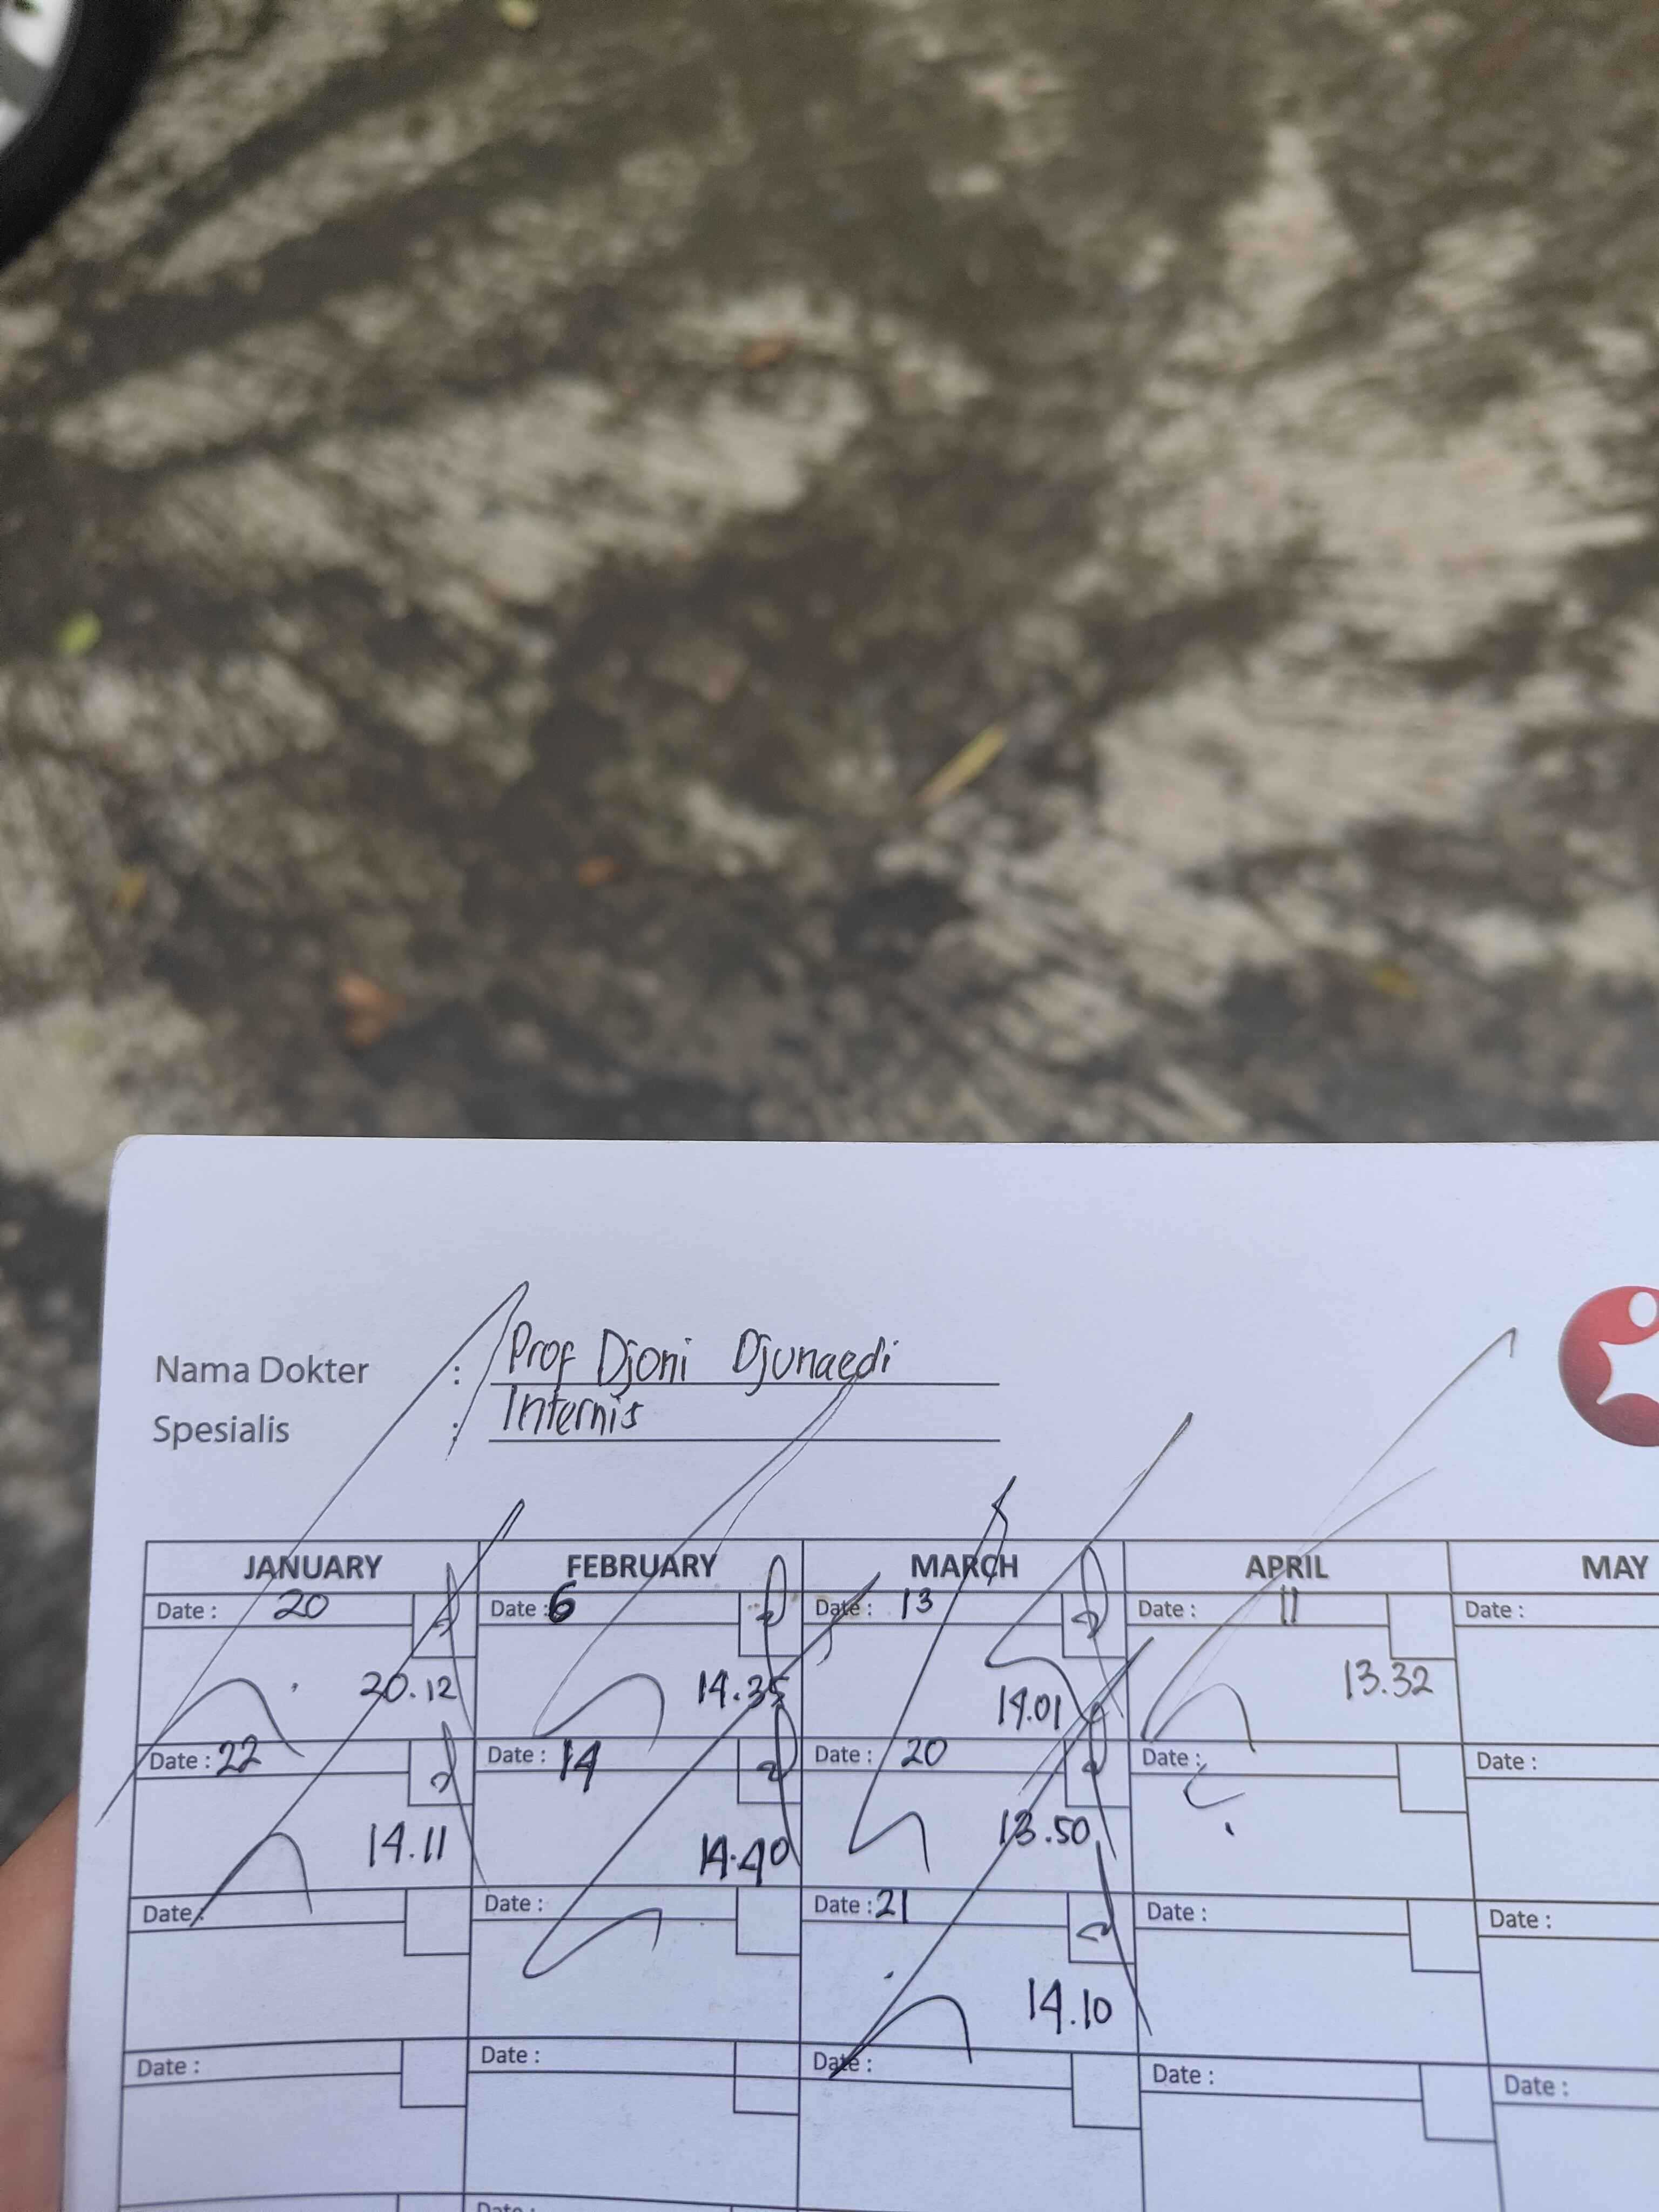 Nama Dokter : Prof Djoni Djunaedi
Spesialis : Internis
JANUARY FEBRUARY MARCH APRIL MAY
Date : 20 Date : 6 Date : 13 Date : 11 Date :
20.12 14.35 14.01 13.32
Date : 22 Date : 14 Date : 20 Date : Date :
14.11 14.40 13.50
Date : Date : Date : 21 Date : Date :
14.10
Date : Date : Date : Date : Date :
Date :